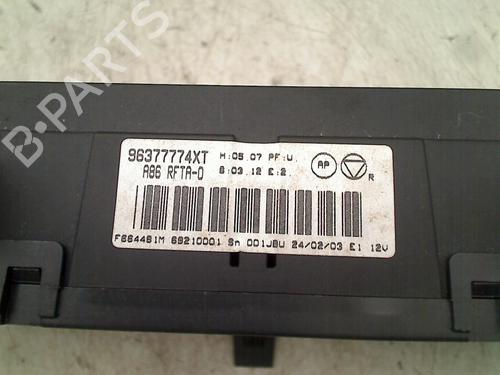 B-PARTS
96377774XT H:05.07 PF:U.
A86 RFTA-0 S:03.12 E:2.
AP
R
F664461M 69210001 Sn 001JBU 24/02/03 E1 12V